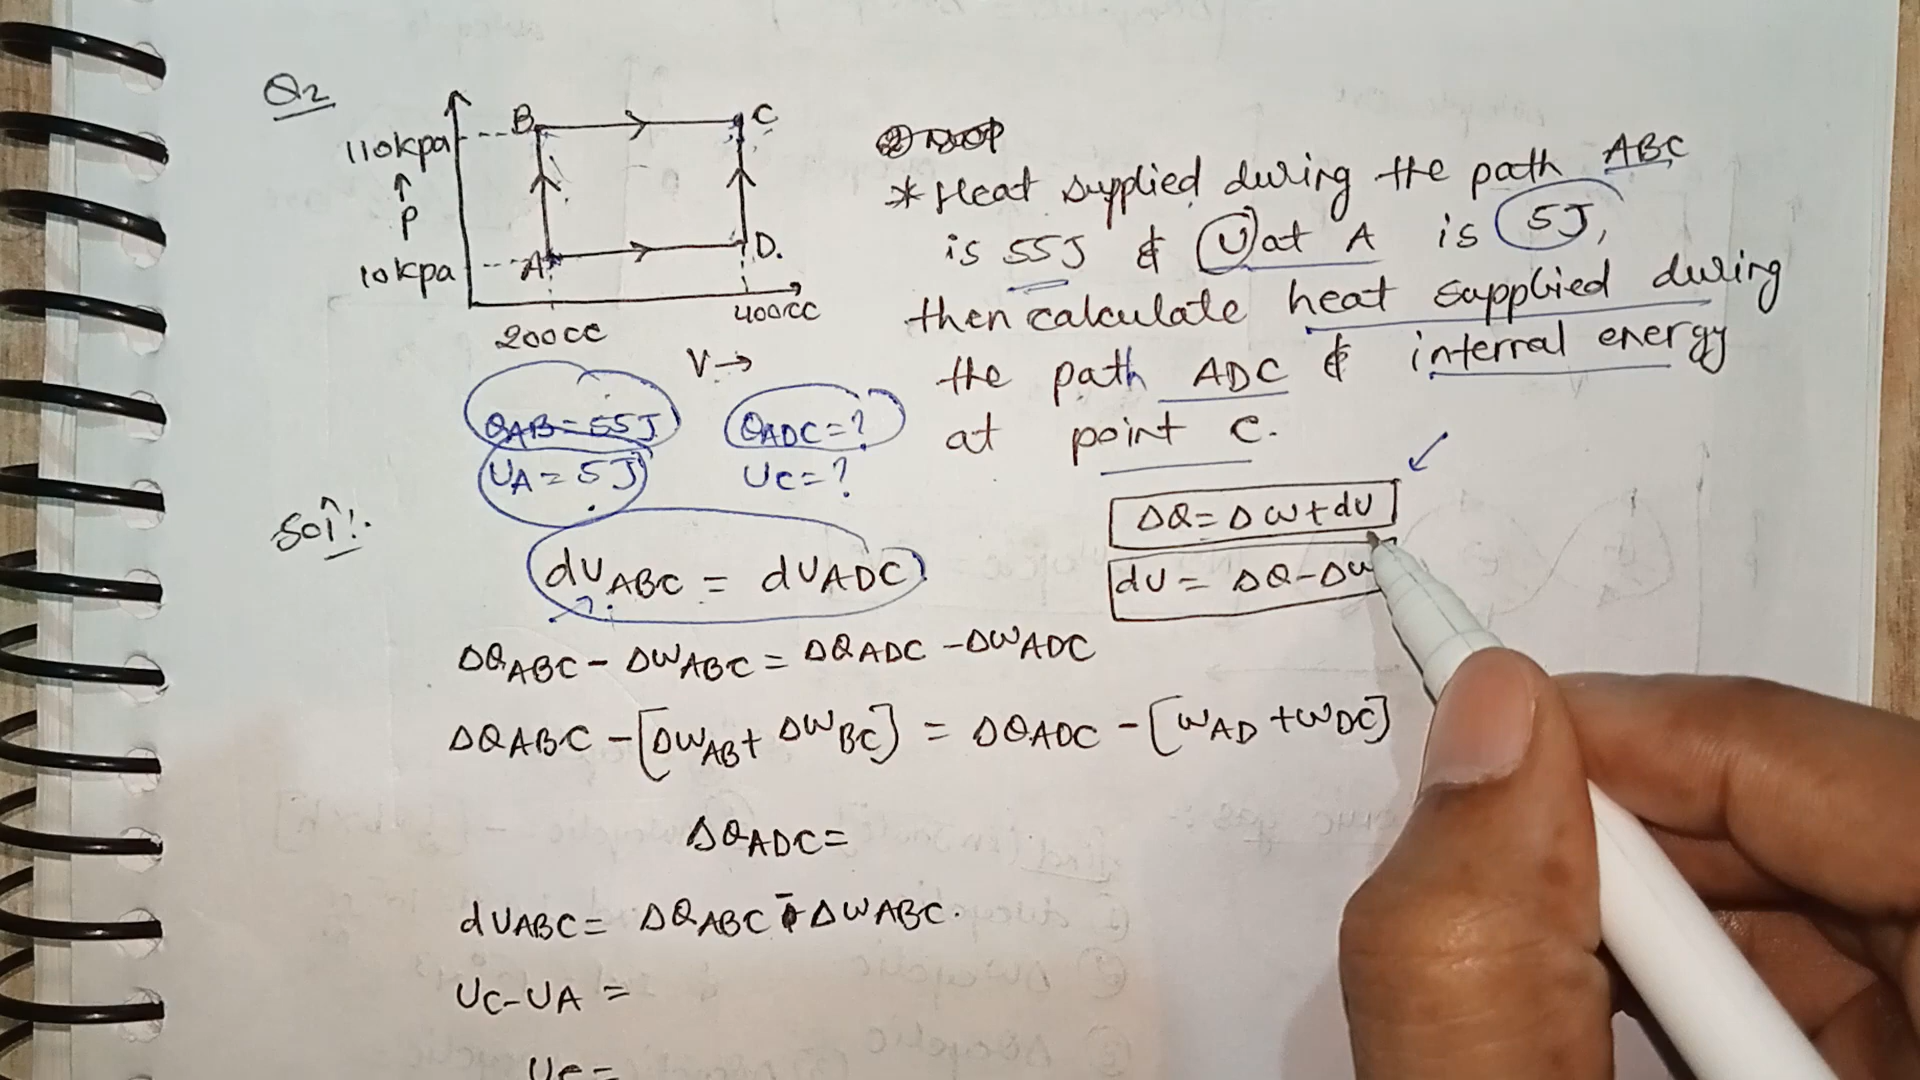 Q2
B C
110kpa
↑
P
10kpa
A D.
200cc 400cc
V →
* Heat supplied during the path ABC
is 55J & U at A is 5J,
then calculate heat supplied during
the path ADC & internal energy
at point C.
QAB = 55J QADC = ?
UA = 5J UC = ?
Sol!.
ΔQ = ΔW + dU
dU = ΔQ - ΔW
dUABC = dUADC
ΔQABC - ΔWABC = ΔQADC - ΔWADC
ΔQABC - [ΔWAB + ΔWBC] = ΔQADC - [WAD + WDC]
ΔQADC =
dUABC = ΔQABC - ΔWABC.
UC - UA =
UC =